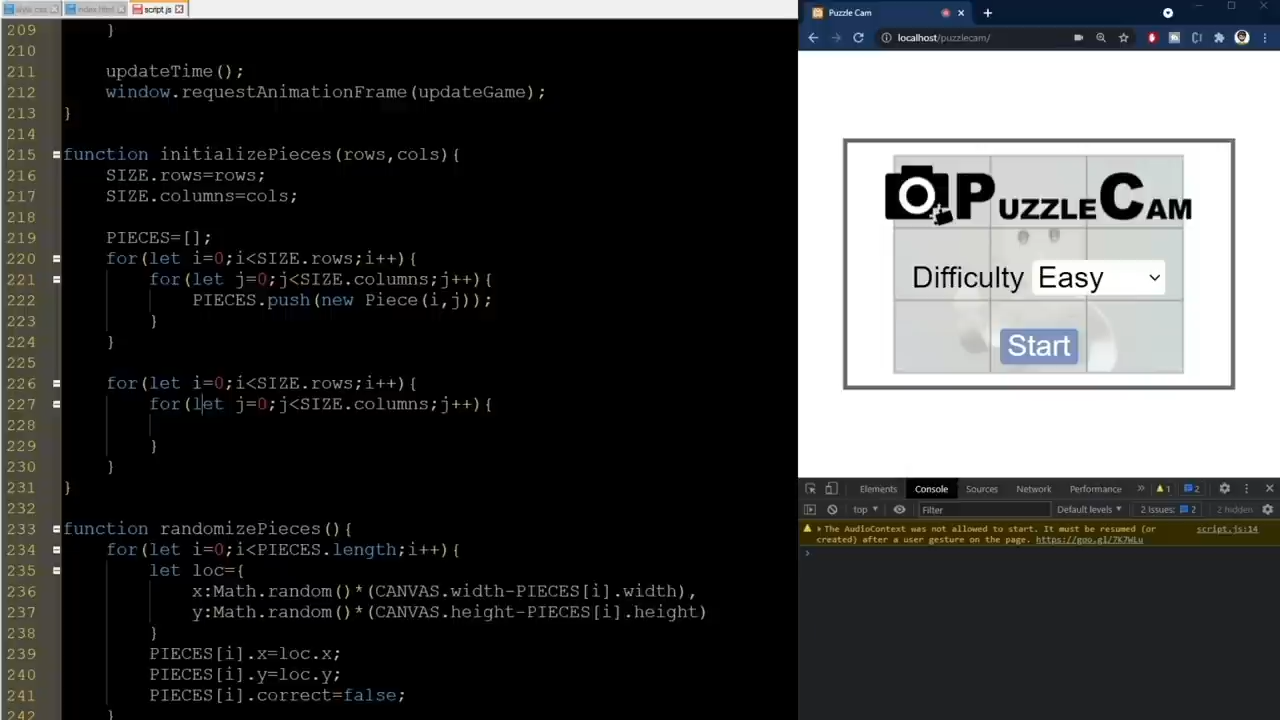 style.css index.html script.js
209 }
210
211 updateTime();
212 window.requestAnimationFrame(updateGame);
213 }
214
215 function initializePieces(rows,cols){
216 SIZE.rows=rows;
217 SIZE.columns=cols;
218
219 PIECES=[];
220 for(let i=0;i<SIZE.rows;i++){
221 for(let j=0;j<SIZE.columns;j++){
222 PIECES.push(new Piece(i,j));
223 }
224 }
225
226 for(let i=0;i<SIZE.rows;i++){
227 for(let j=0;j<SIZE.columns;j++){
228
229 }
230 }
231 }
232
233 function randomizePieces(){
234 for(let i=0;i<PIECES.length;i++){
235 let loc={
236 x:Math.random()*(CANVAS.width-PIECES[i].width),
237 y:Math.random()*(CANVAS.height-PIECES[i].height)
238 }
239 PIECES[i].x=loc.x;
240 PIECES[i].y=loc.y;
241 PIECES[i].correct=false;
242 }
Puzzle Cam
localhost/puzzlecam/
PUZZLECAM
Difficulty Easy
Start
Elements Console Sources Network Performance » 1 2
top Filter Default levels 2 Issues: 2 2 hidden
The AudioContext was not allowed to start. It must be resumed (or script.js:14
created) after a user gesture on the page. https://goo.gl/7K7WLu